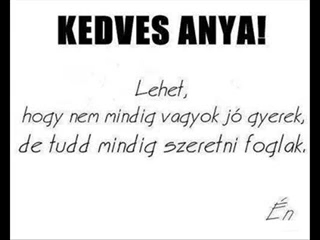 KEDVES ANYA!
Lehet,
hogy nem mindig vagyok jó gyerek,
de tudd mindig szeretni foglak.
Én